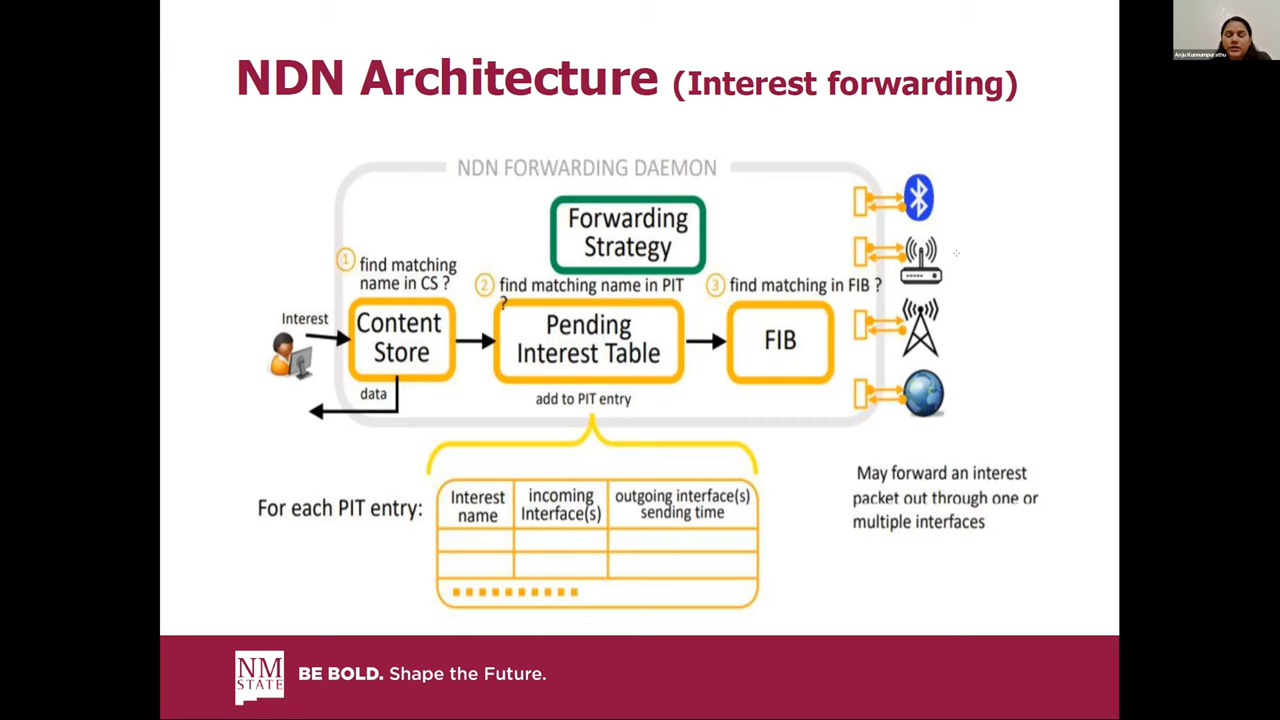 NDN Architecture (Interest forwarding)
Anju Kunnumpurathu
NDN FORWARDING DAEMON
Forwarding
Strategy
1 find matching
name in CS ?
2 find matching name in PIT
?
3 find matching in FIB ?
Interest
Content
Store
Pending
Interest Table
FIB
data
add to PIT entry
For each PIT entry:
Interest
name
incoming
Interface(s)
outgoing interface(s)
sending time
May forward an interest
packet out through one or
multiple interfaces
NM
STATE
BE BOLD. Shape the Future.